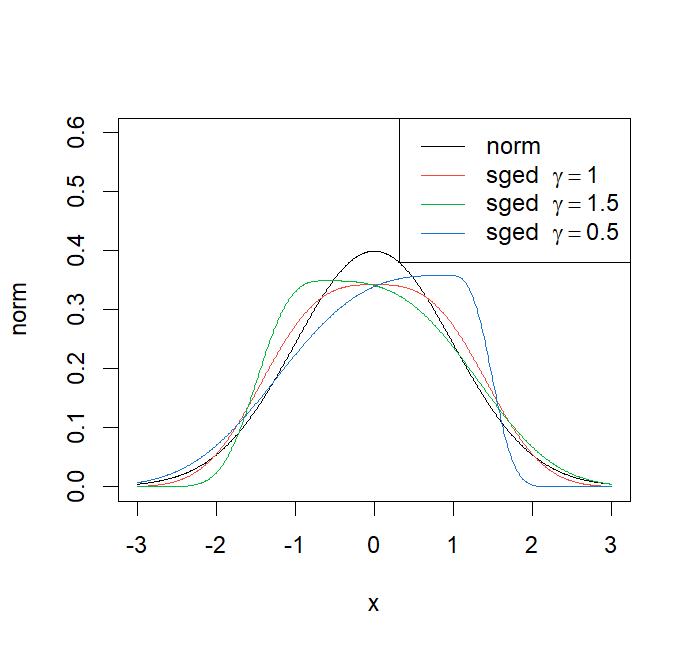 norm
sged γ = 1
sged γ = 1.5
sged γ = 0.5
0.6
0.5
0.4
0.3
0.2
0.1
0.0
norm
-3 -2 -1 0 1 2 3
x